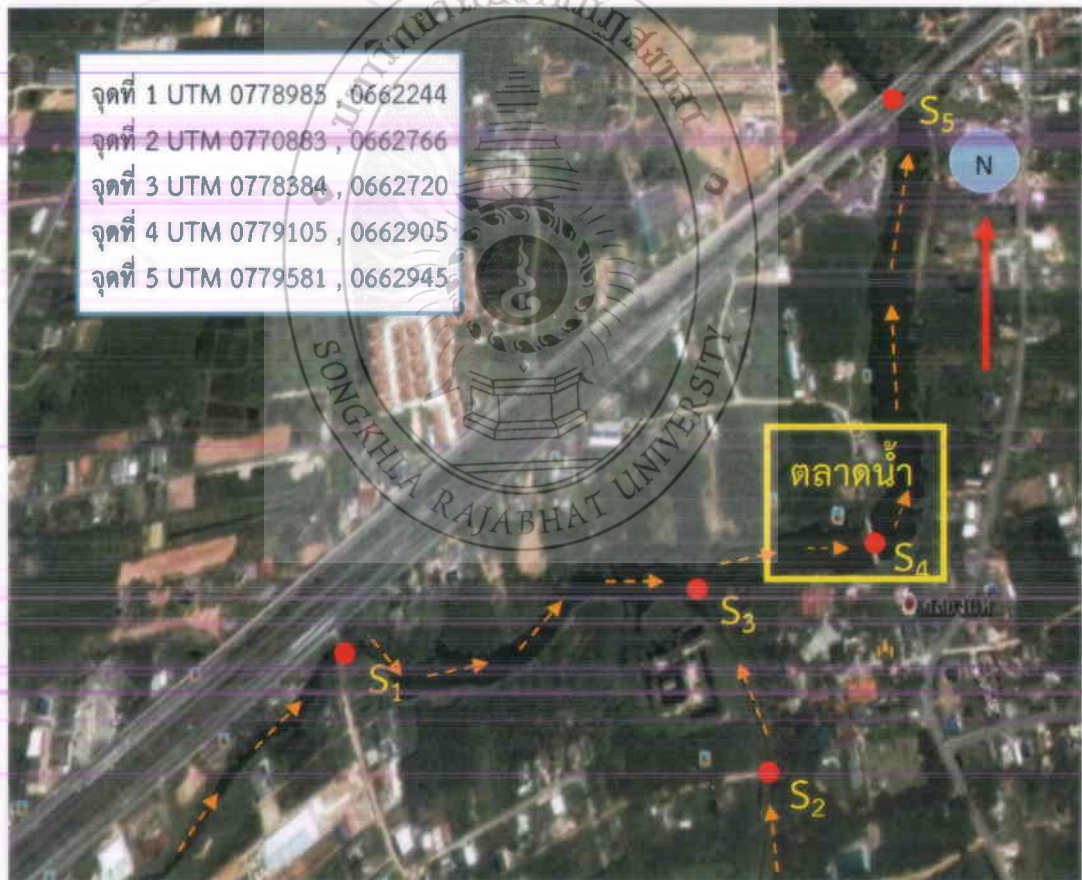 จุดที่ 1 UTM 0778985 , 0662244
จุดที่ 2 UTM 0770883 , 0662766
จุดที่ 3 UTM 0778384 , 0662720
จุดที่ 4 UTM 0779105 , 0662905
จุดที่ 5 UTM 0779581 , 0662945
S5
N
ตลาดน้ำ
S4
S3
S1
S2
SONGKHLA RAJABHAT UNIVERSITY